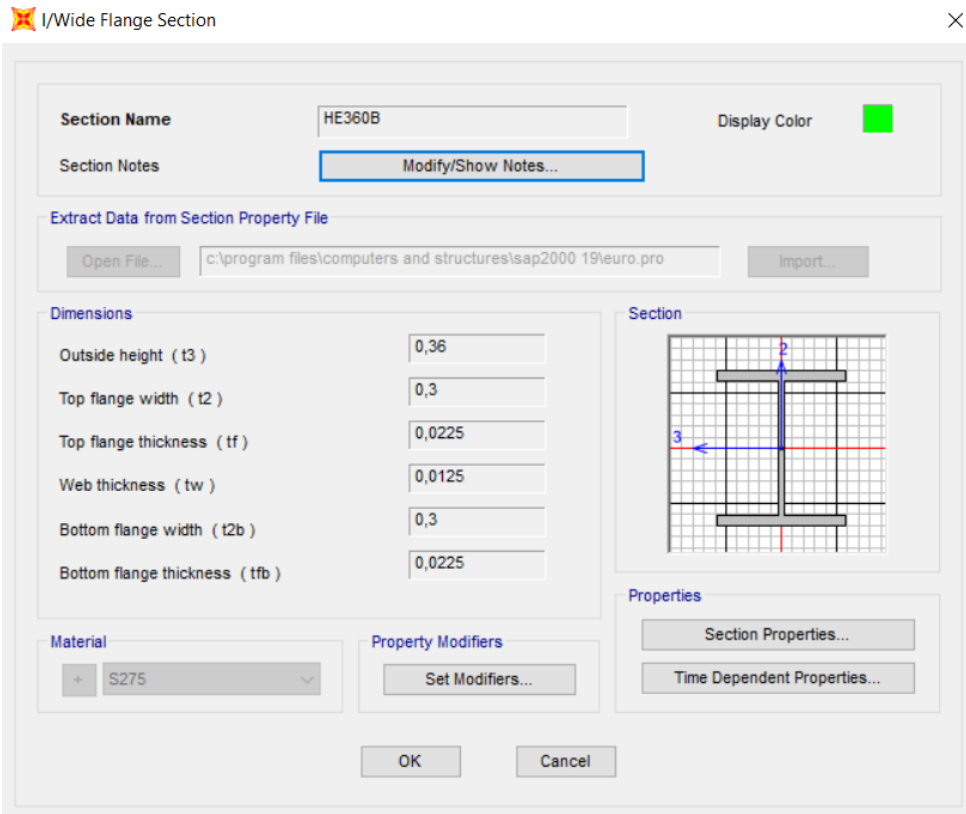 I/Wide Flange Section
Section Name HE360B Display Color
Section Notes Modify/Show Notes...
Extract Data from Section Property File
Open File... c:\program files\computers and structures\sap2000 19\euro.pro Import...
Dimensions
Outside height ( t3 ) 0,36
Top flange width ( t2 ) 0,3
Top flange thickness ( tf ) 0,0225
Web thickness ( tw ) 0,0125
Bottom flange width ( t2b ) 0,3
Bottom flange thickness ( tfb ) 0,0225
Section
2
3
Material
+ S275
Property Modifiers
Set Modifiers...
Properties
Section Properties...
Time Dependent Properties...
OK Cancel